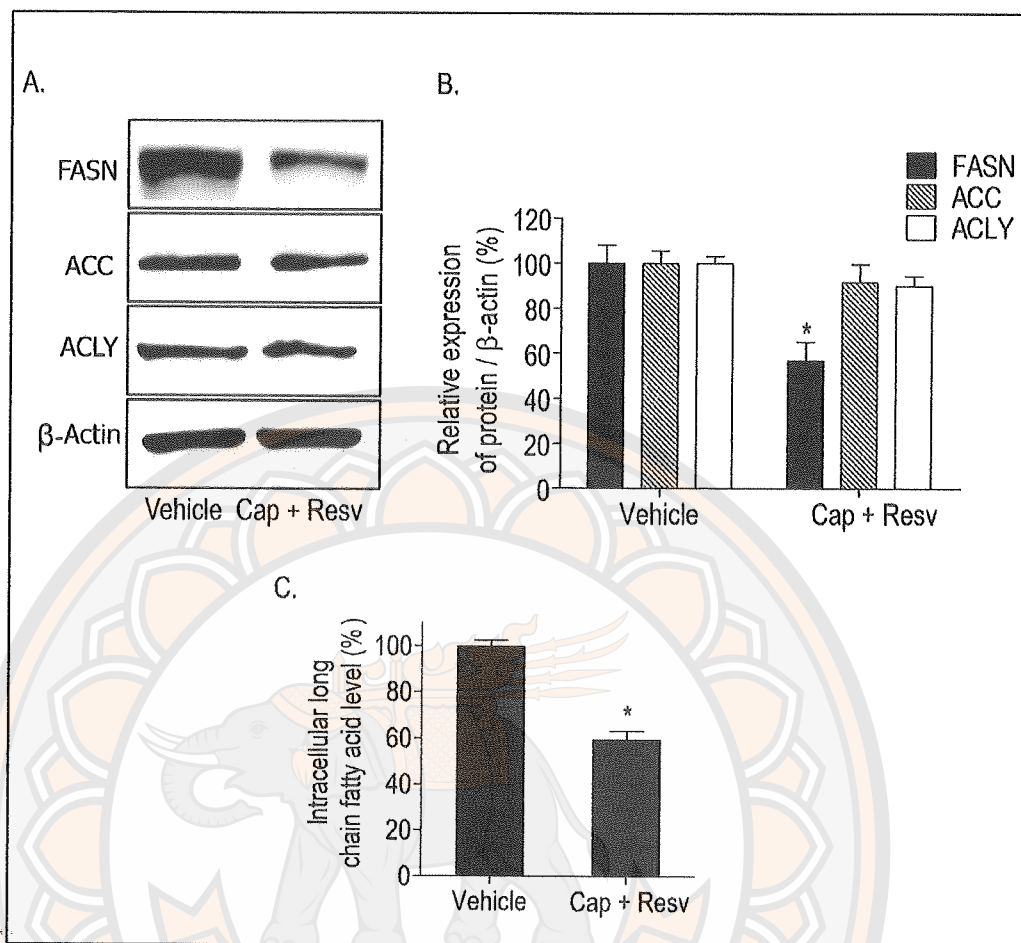 A.
FASN
ACC
ACLY
β-Actin
Vehicle Cap + Resv
B.
FASN
ACC
ACLY
Relative expression
of protein / β-actin (%)
120
100
80
60
40
20
0
*
Vehicle Cap + Resv
C.
Intracellular long
chain fatty acid level (%)
100
80
60
40
20
0
*
Vehicle Cap + Resv